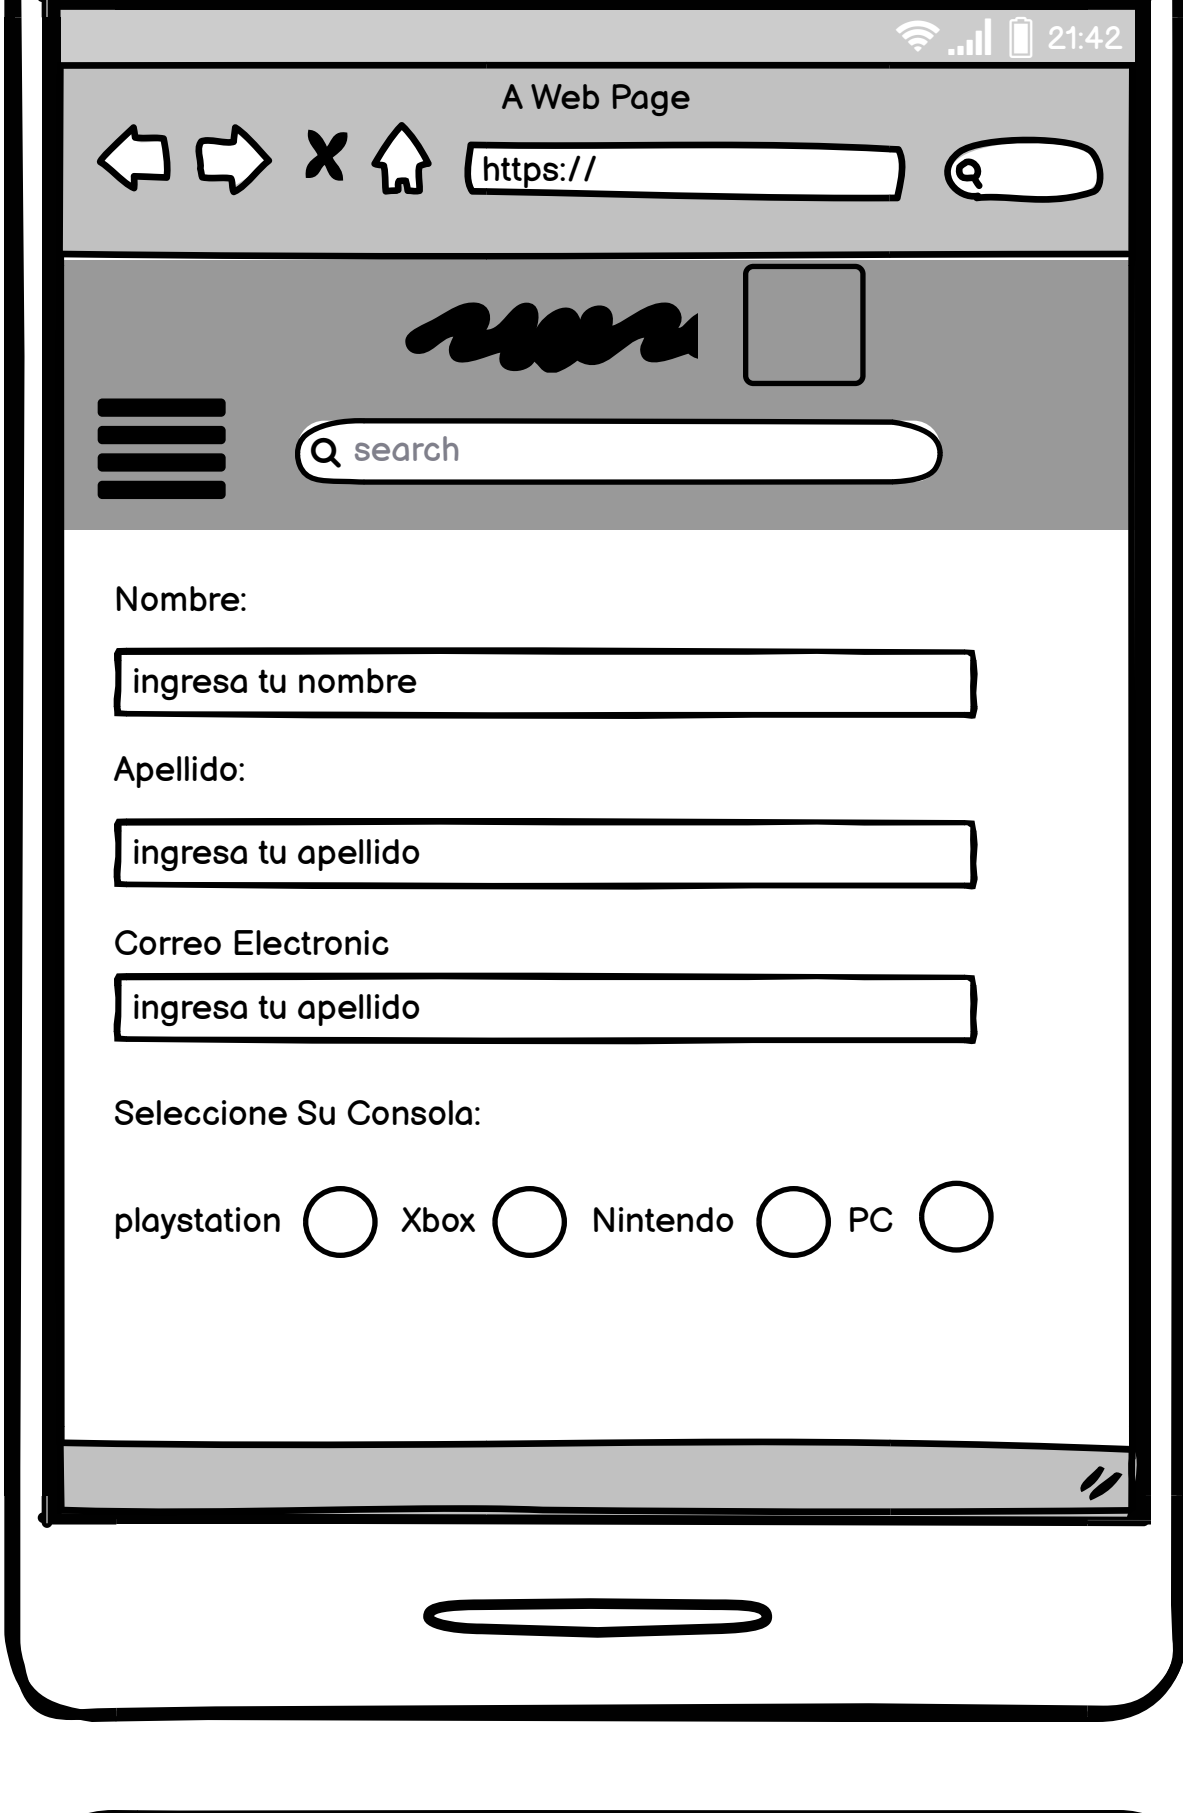 21:42
A Web Page
https://
search
Nombre:
ingresa tu nombre
Apellido:
ingresa tu apellido
Correo Electronic
ingresa tu apellido
Seleccione Su Consola:
playstation Xbox Nintendo PC